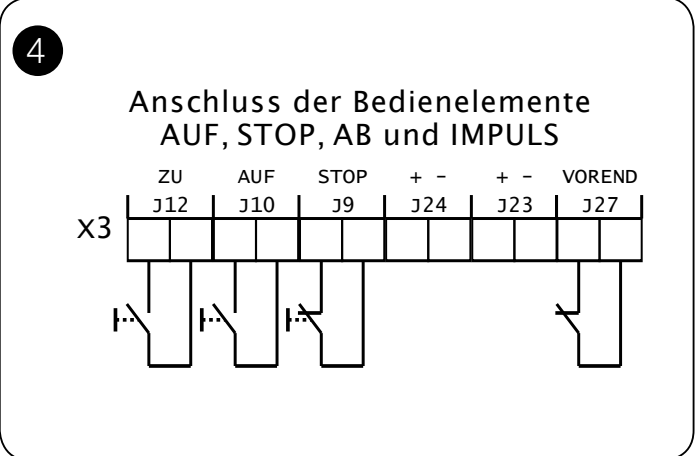 4
Anschluss der Bedienelemente
AUF, STOP, AB und IMPULS
ZU AUF STOP + - + - VOREND
X3 J12 J10 J9 J24 J23 J27